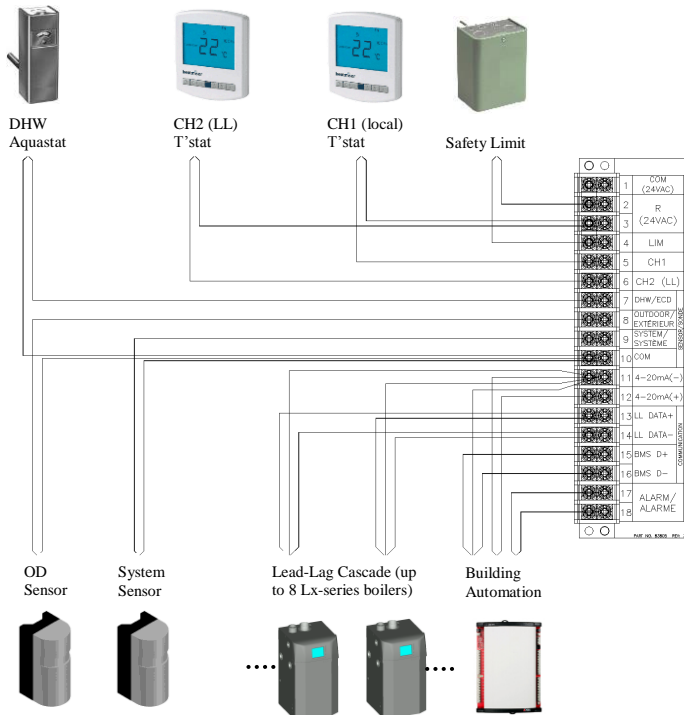 22
°C
22
°C
DHW
Aquastat
CH2 (LL)
T'stat
CH1 (local)
T'stat
Safety Limit
1 COM (24VAC)
2 R
3 (24VAC)
4 LIM
5 CH1
6 CH2 (LL)
7 DHW/ECD
8 OUTDOOR/ EXTÉRIEUR
9 SYSTEM/ SYSTÈME
10 COM
SENSOR/SONDE
11 4-20mA(-)
12 4-20mA(+)
13 LL DATA+
14 LL DATA-
15 BMS D+
16 BMS D-
COMMUNICATION
17 ALARM/
18 ALARME
PART NO.
OD
Sensor
System
Sensor
Lead-Lag Cascade (up
to 8 Lx-series boilers)
Building
Automation